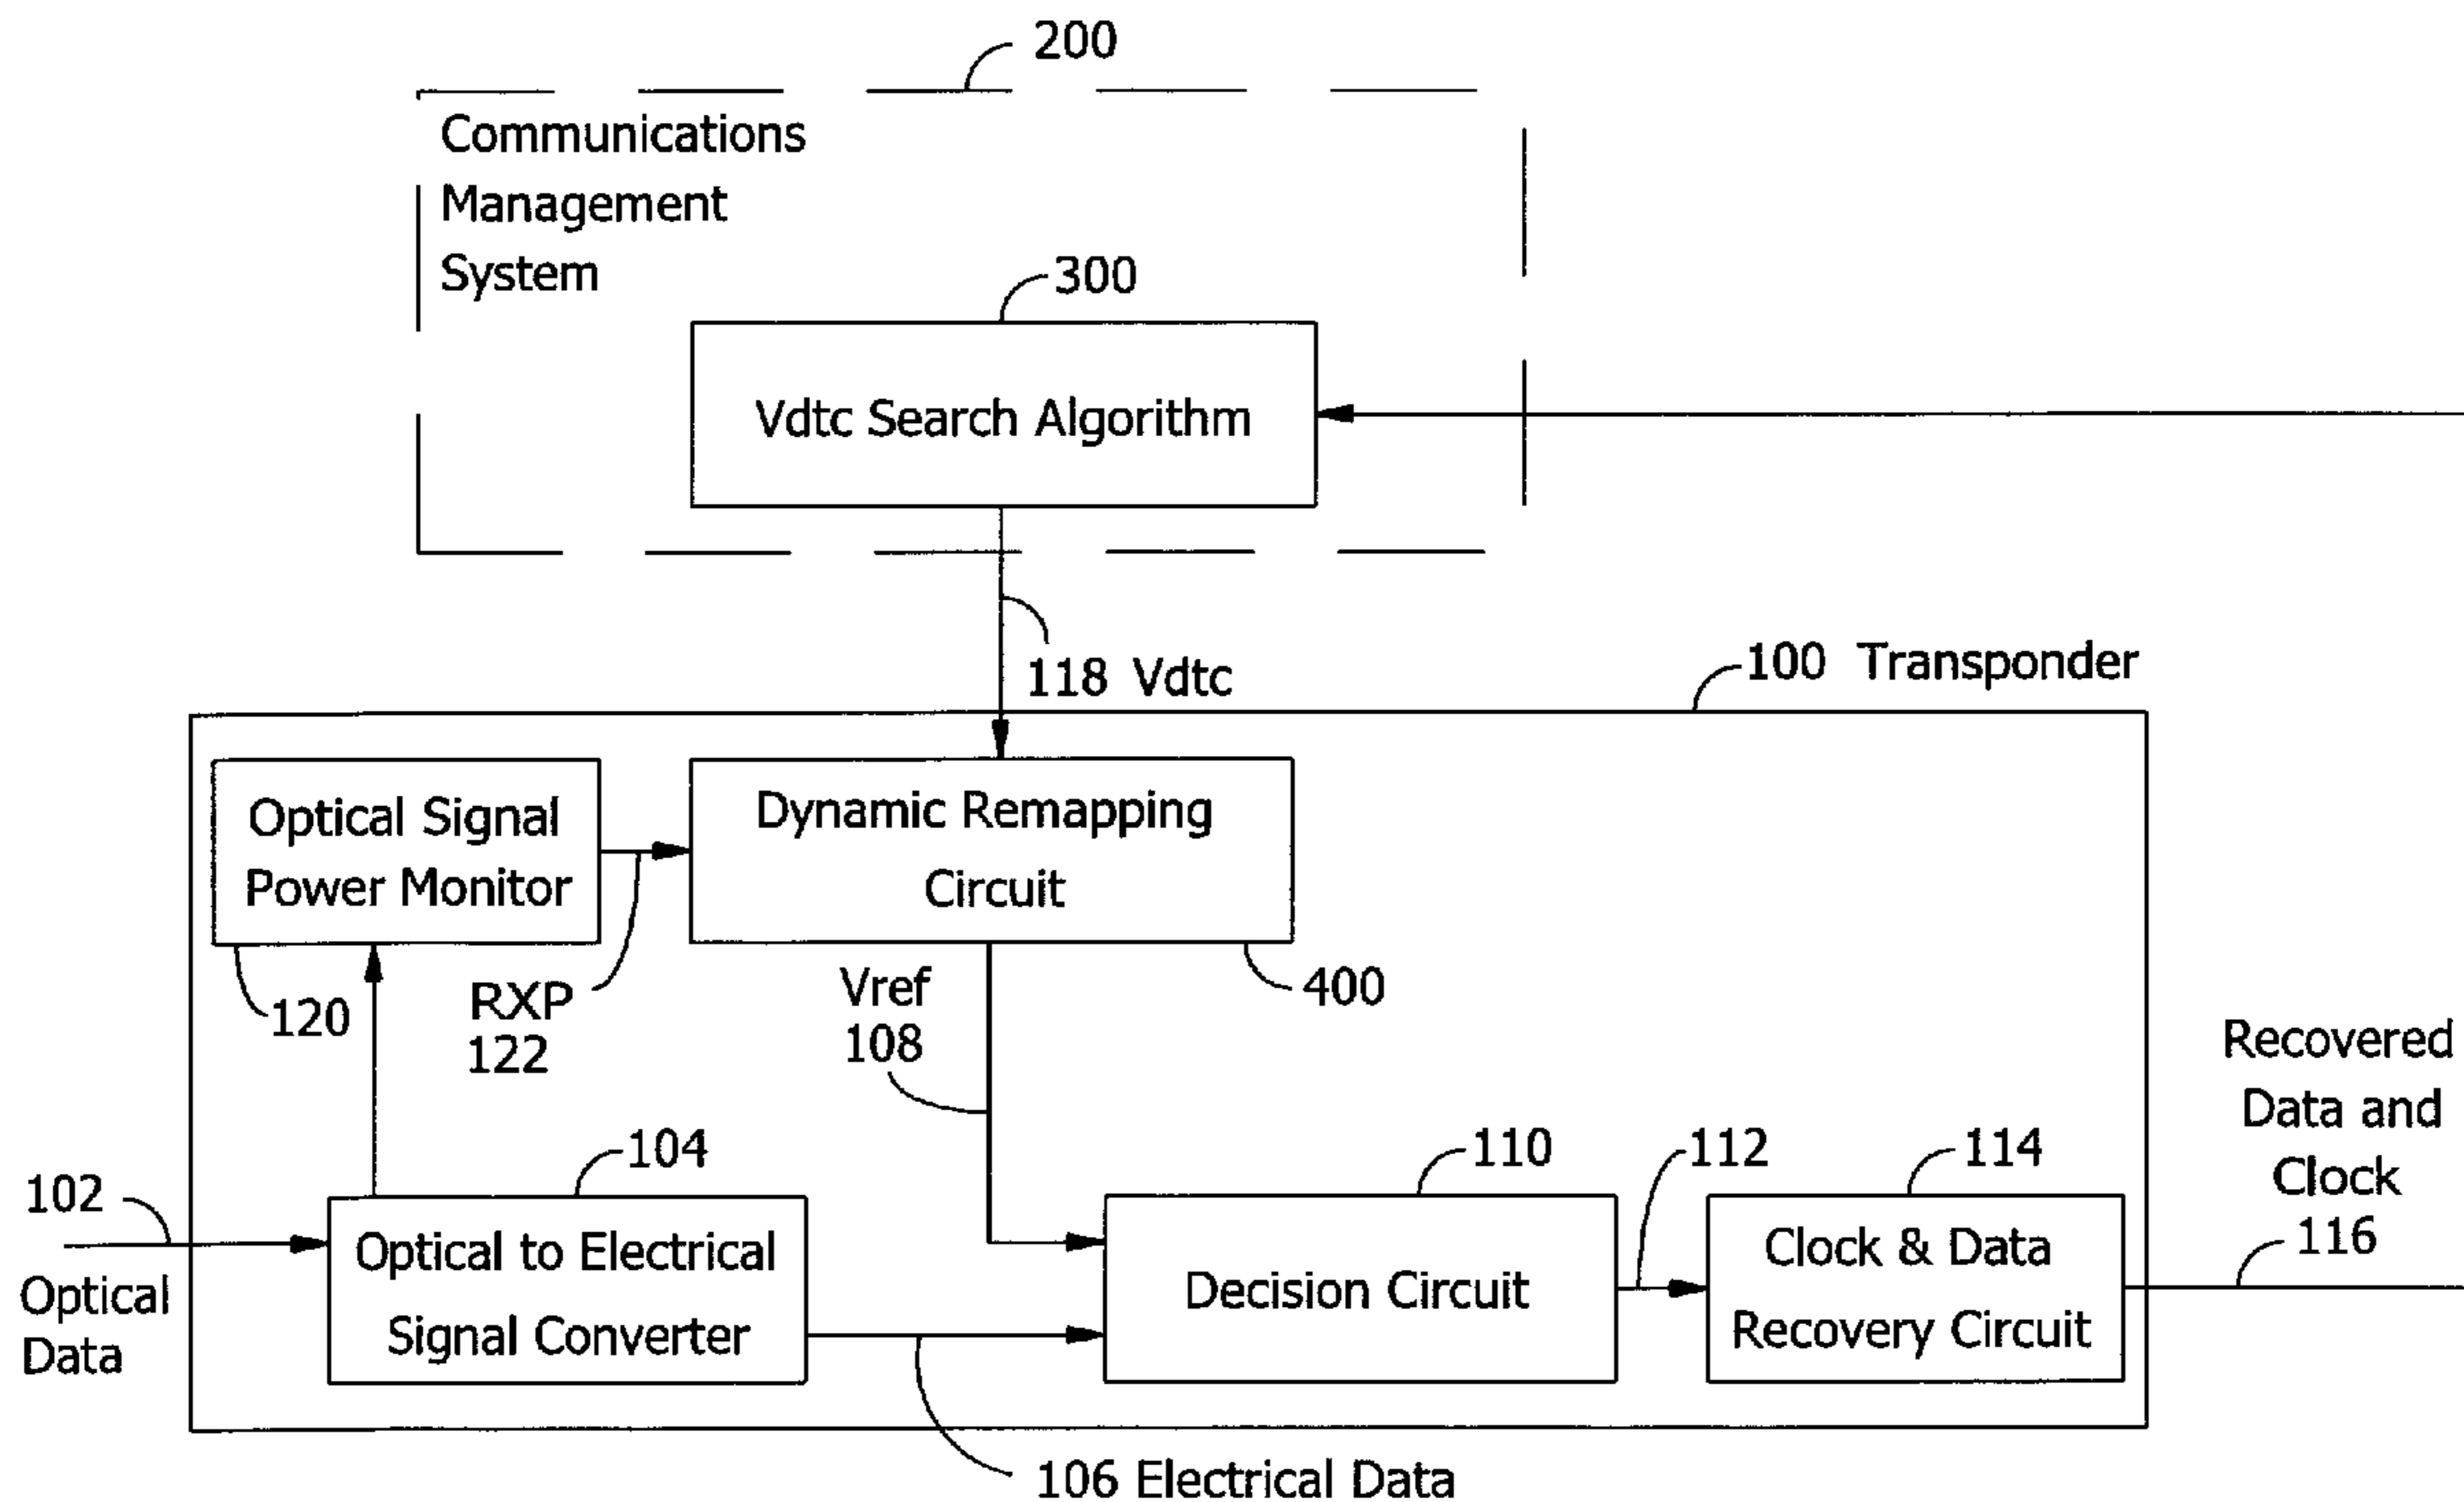 200
Communications
Management
System
300
Vdtc Search Algorithm
118 Vdtc
100 Transponder
Optical Signal
Power Monitor
Dynamic Remapping
Circuit
120
RXP
122
Vref
108
400
Recovered
Data and
Clock
116
102
Optical
Data
104
Optical to Electrical
Signal Converter
110
Decision Circuit
112
114
Clock & Data
Recovery Circuit
106 Electrical Data